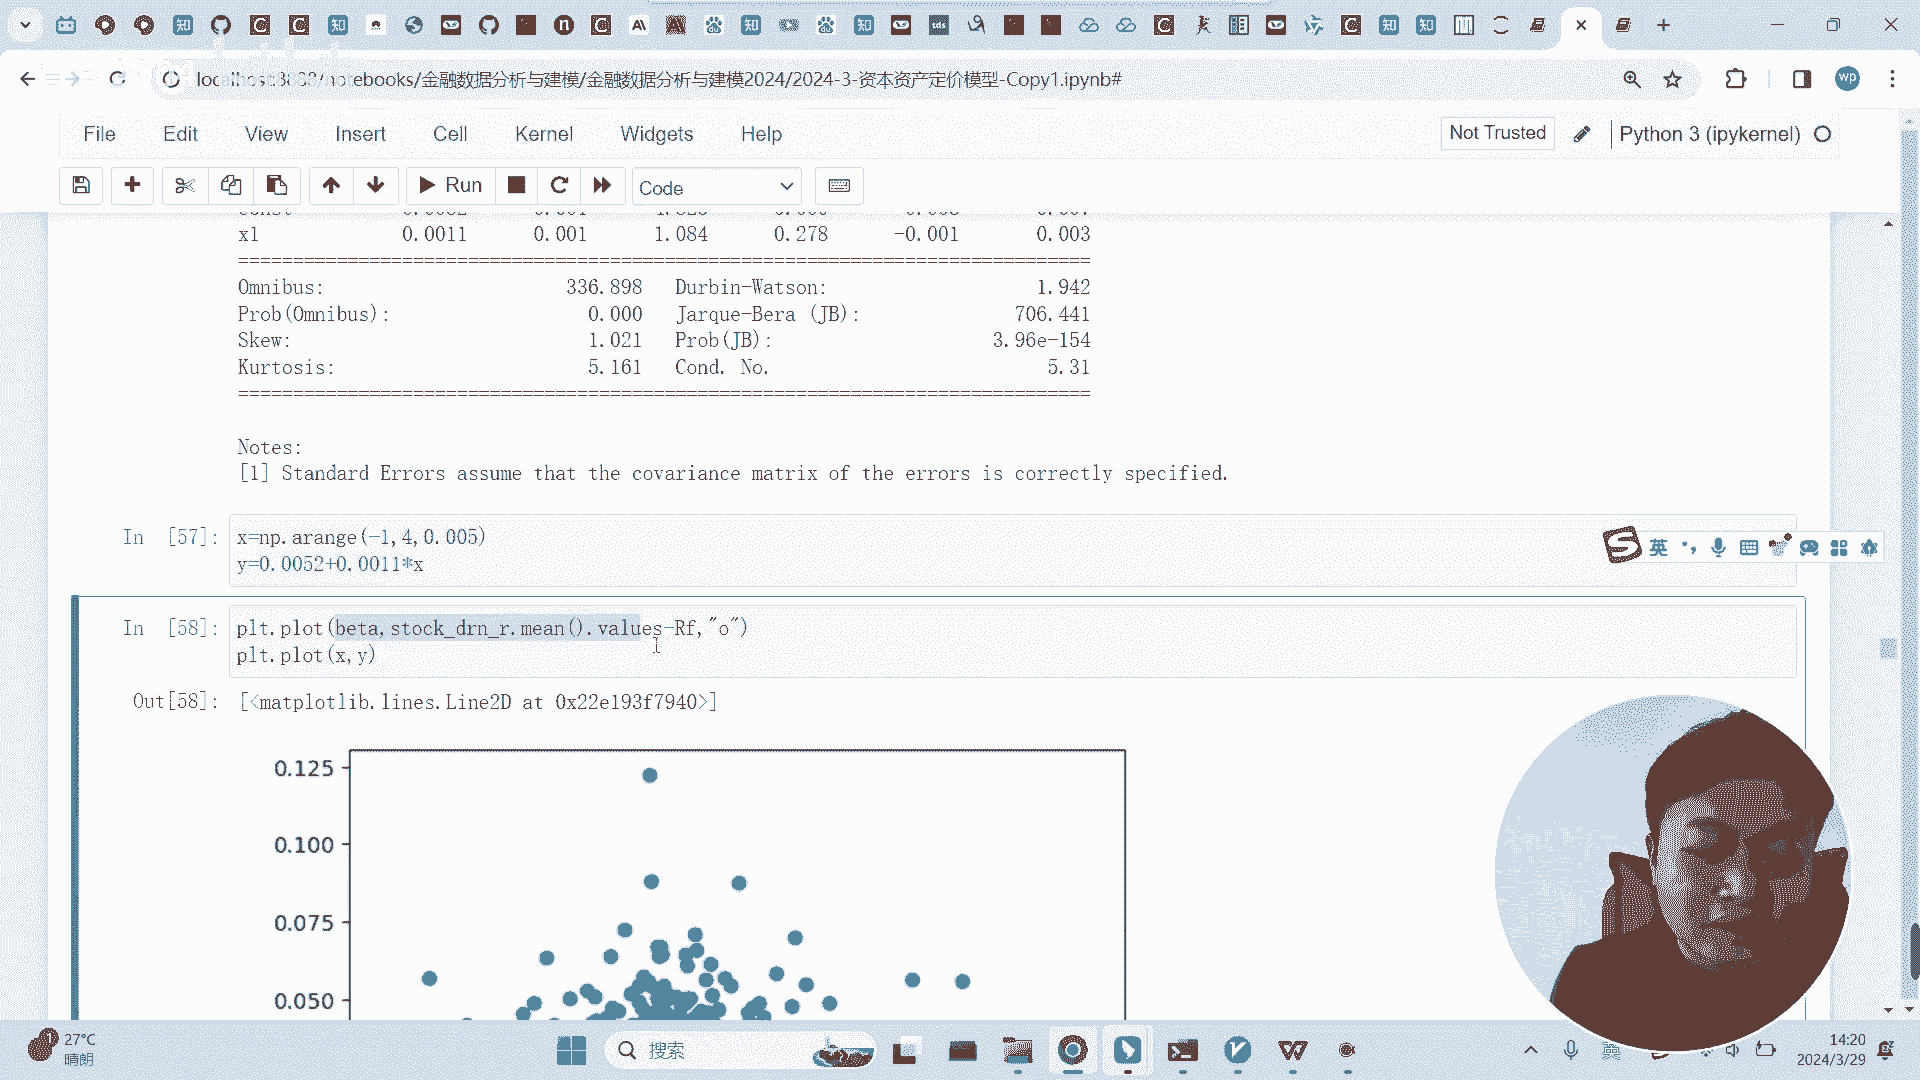 localhost:8888/notebooks/金融数据分析与建模/金融数据分析与建模2024/2024-3-资本资产定价模型-Copy1.ipynb#
wp
File Edit View Insert Cell Kernel Widgets Help
Not Trusted
Python 3 (ipykernel)
Run
Code
x1 0.0011 0.001 1.084 0.278 -0.001 0.003
==============================================================================
Omnibus: 336.898 Durbin-Watson: 1.942
Prob(Omnibus): 0.000 Jarque-Bera (JB): 706.441
Skew: 1.021 Prob(JB): 3.96e-154
Kurtosis: 5.161 Cond. No. 5.31
==============================================================================
Notes:
[1] Standard Errors assume that the covariance matrix of the errors is correctly specified.
In [57]: x=np.arange(-1,4,0.005)
y=0.0052+0.0011*x
英
In [58]: plt.plot(beta,stock_drn_r.mean().values-Rf,"o")
plt.plot(x,y)
Out[58]: [<matplotlib.lines.Line2D at 0x22e193f7940>]
0.125
0.100
0.075
0.050
27°C
晴朗
搜索
英
14:20
2024/3/29